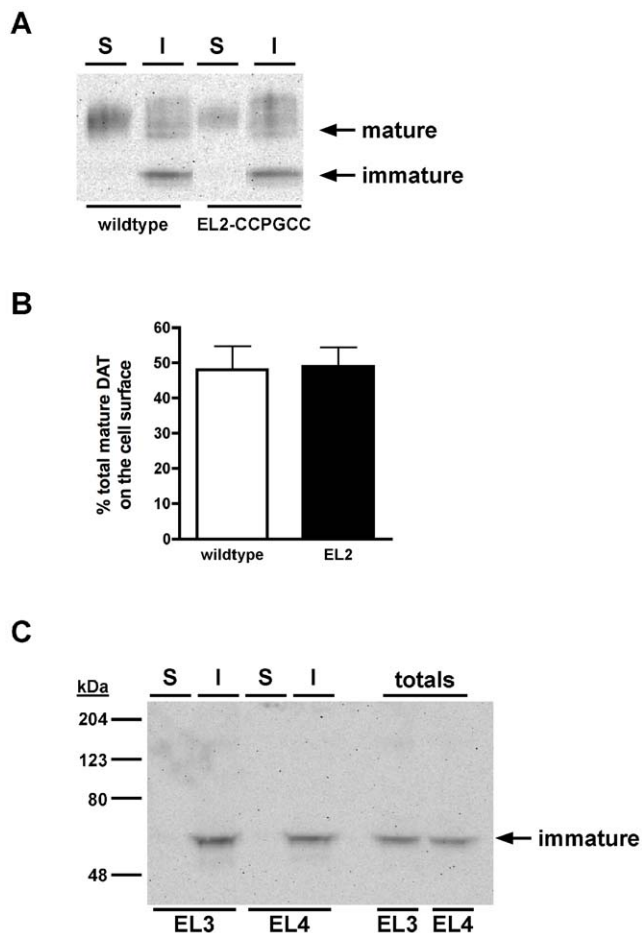 A
S I S I
mature
immature
wildtype EL2-CCPGCC
B
% total mature DAT
on the cell surface
60
50
40
30
20
10
0
wildtype EL2
C
kDa S I S I totals
204
123
80
immature
48
EL3 EL4 EL3 EL4